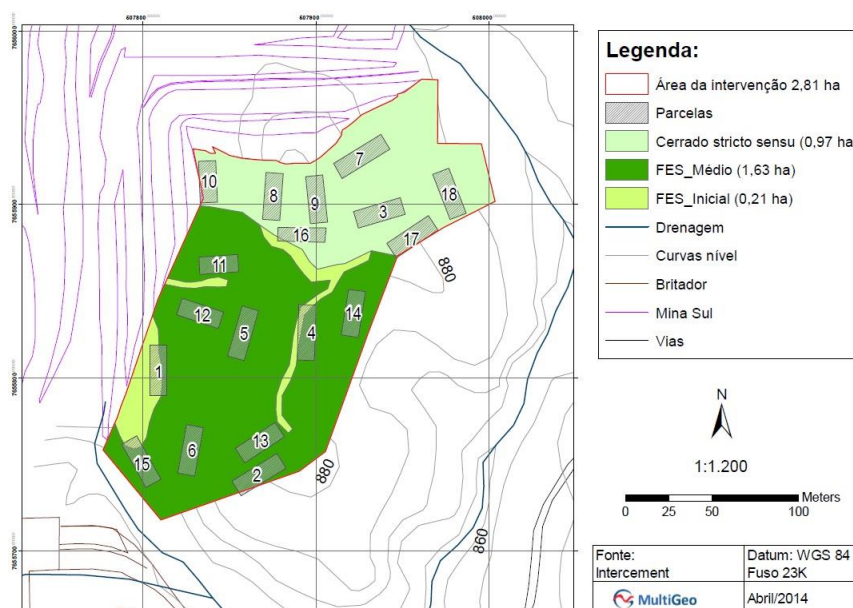 607800
607900
608000
Legenda:
Área da intervenção 2,81 ha
Parcelas
Cerrado stricto sensu (0,97 ha
FES_Médio (1,63 ha)
FES_Inicial (0,21 ha)
Drenagem
Curvas nível
Britador
Mina Sul
Vias
7
10
8
9
18
3
16
17
880
11
12
5
4
14
1
13
6
15
2
880
860
N
1:1.200
Meters
0 25 50 100
Fonte:
Intercement
Datum: WGS 84
Fuso 23K
MultiGeo
Abril/2014